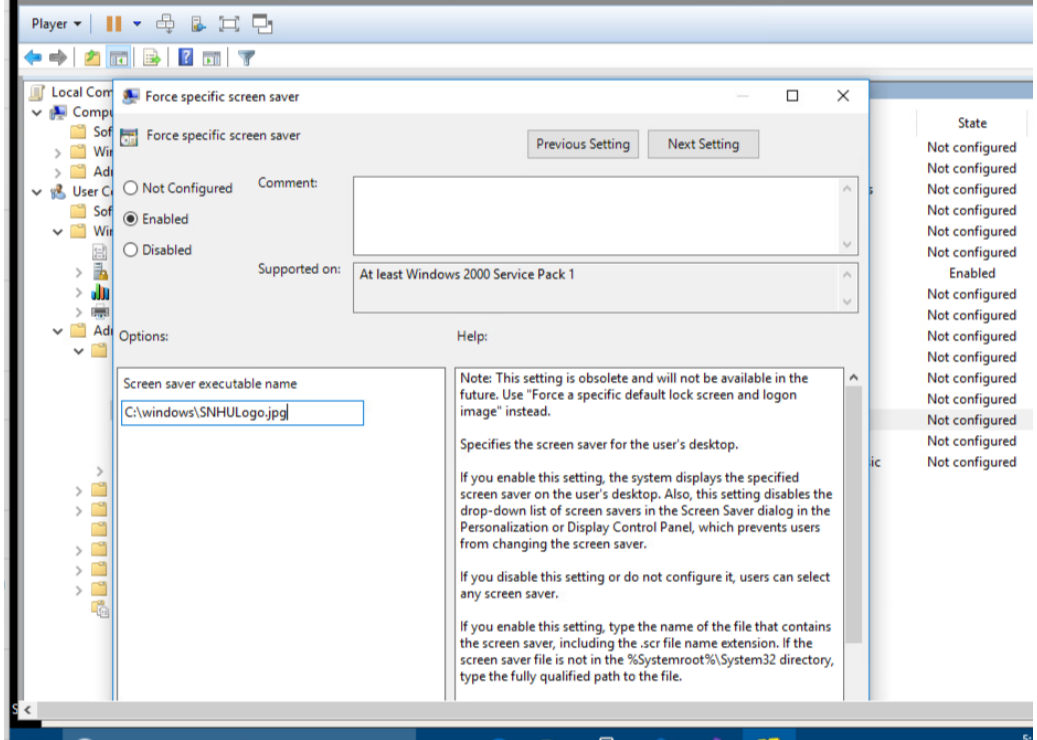 Player
Local Com
Force specific screen saver
Compu
Sof
Force specific screen saver
Previous Setting
Next Setting
State
Win
Not configured
Adm
Not configured
User C
Not Configured
Comment:
s
Not configured
Sof
Enabled
Not configured
Win
Not configured
Disabled
Not configured
Supported on:
At least Windows 2000 Service Pack 1
Enabled
Not configured
Not configured
Adm
Options:
Help:
Not configured
Not configured
Screen saver executable name
C:\windows\SNHULogo.jpg
Not configured
Not configured
Not configured
Not configured
ic
Not configured
Note: This setting is obsolete and will not be available in the
future. Use "Force a specific default lock screen and logon
image" instead.
Specifies the screen saver for the user's desktop.
If you enable this setting, the system displays the specified
screen saver on the user's desktop. Also, this setting disables the
drop-down list of screen savers in the Screen Saver dialog in the
Personalization or Display Control Panel, which prevents users
from changing the screen saver.
If you disable this setting or do not configure it, users can select
any screen saver.
If you enable this setting, type the name of the file that contains
the screen saver, including the .scr file name extension. If the
screen saver file is not in the %Systemroot%\System32 directory,
type the fully qualified path to the file.